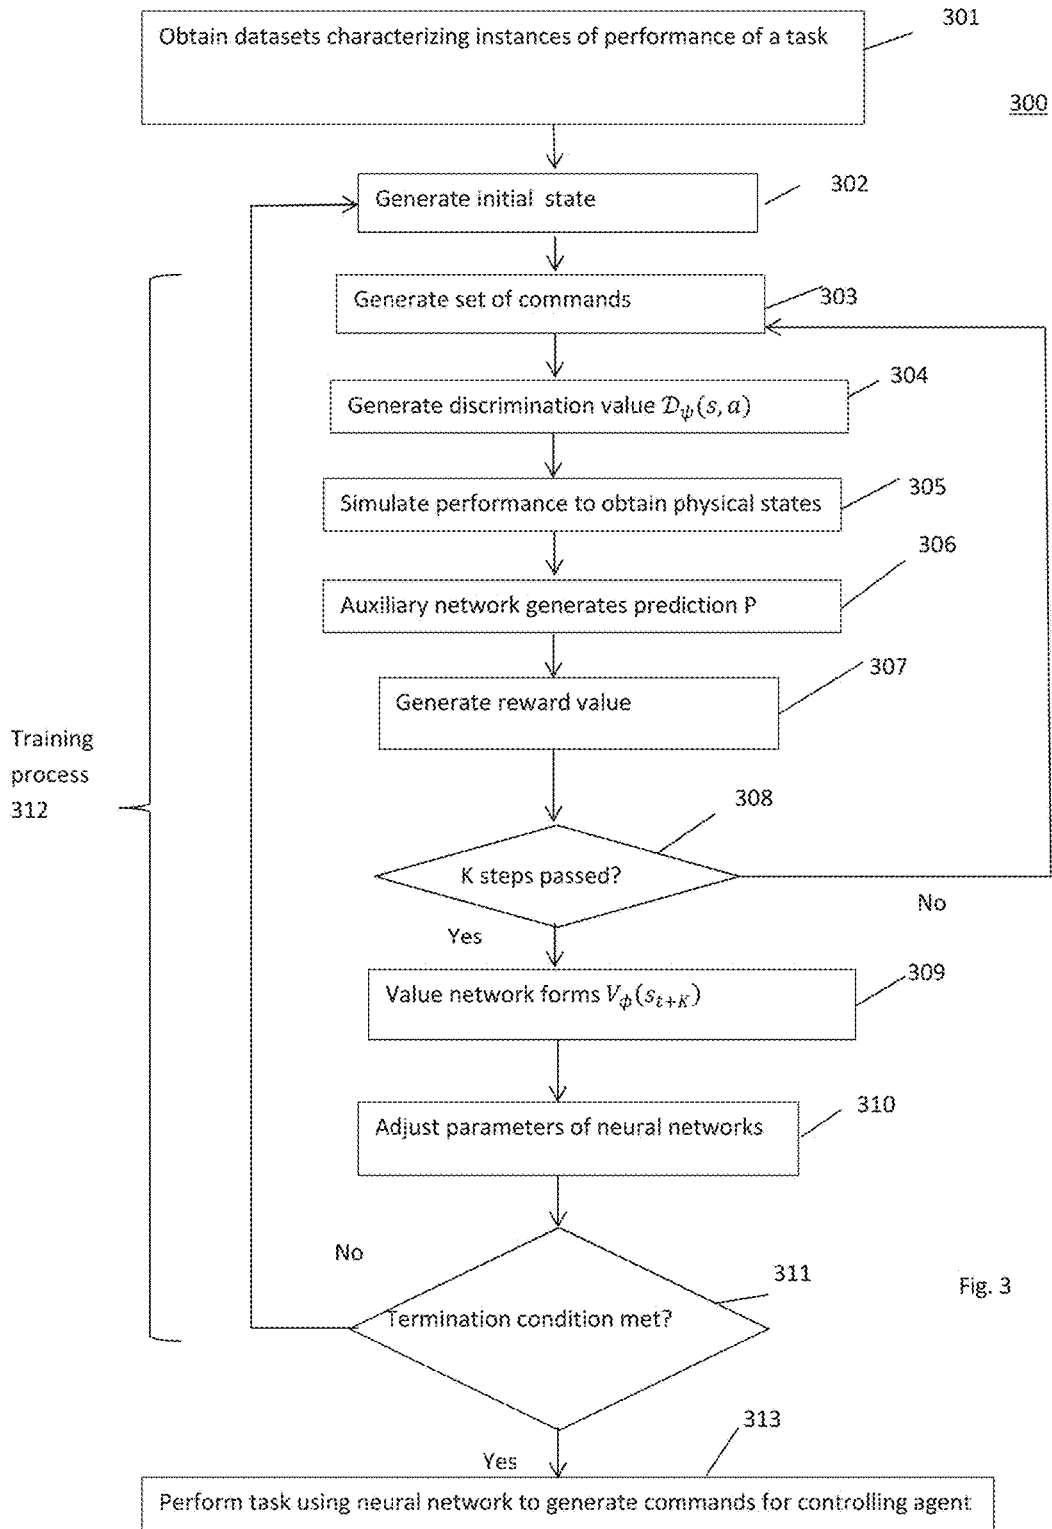 Obtain datasets characterizing instances of performance of a task
301
300
Generate initial state
302
Generate set of commands
303
Generate discrimination value 𝒟ψ(s, a)
304
Simulate performance to obtain physical states
305
Auxiliary network generates prediction P
306
Generate reward value
307
Training
process
312
K steps passed?
308
No
Yes
Value network forms Vϕ(st+K)
309
Adjust parameters of neural networks
310
No
Termination condition met?
311
Fig. 3
Yes
Perform task using neural network to generate commands for controlling agent
313